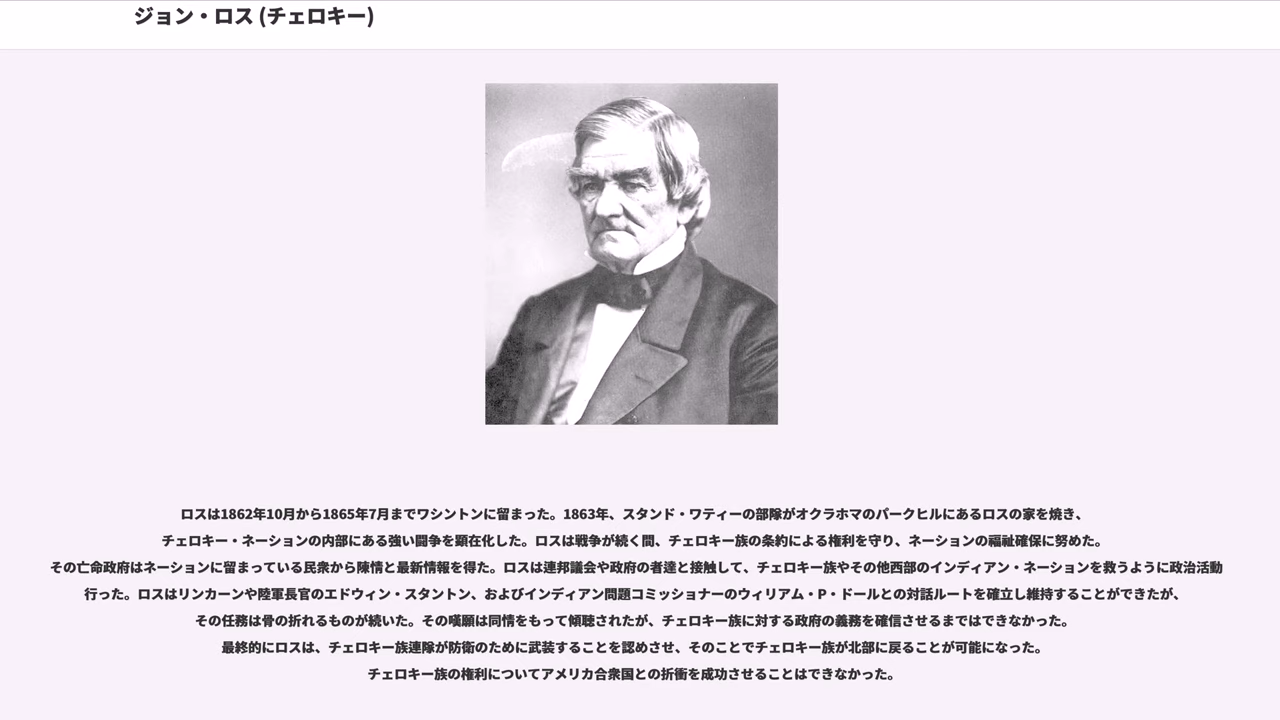 ジョン・ロス (チェロキー)
ロスは1862年10月から1865年7月までワシントンに留まった。1863年、スタンド・ワティーの部隊がオクラホマのパークヒルにあるロスの家を焼き、
チェロキー・ネーションの内部にある強い闘争を顕在化した。ロスは戦争が続く間、チェロキー族の条約による権利を守り、ネーションの福祉確保に努めた。
その亡命政府はネーションに留まっている民衆から陳情と最新情報を得た。ロスは連邦議会や政府の者達と接触して、チェロキー族やその他西部のインディアン・ネーションを救うように政治活動
行った。ロスはリンカーンや陸軍長官のエドウィン・スタントン、およびインディアン問題コミッショナーのウィリアム・P・ドールとの対話ルートを確立し維持することができたが、
その任務は骨の折れるものが続いた。その嘆願は同情をもって傾聴されたが、チェロキー族に対する政府の義務を確信させるまではできなかった。
最終的にロスは、チェロキー族連隊が防衛のために武装することを認めさせ、そのことでチェロキー族が北部に戻ることが可能になった。
チェロキー族の権利についてアメリカ合衆国との折衝を成功させることはできなかった。